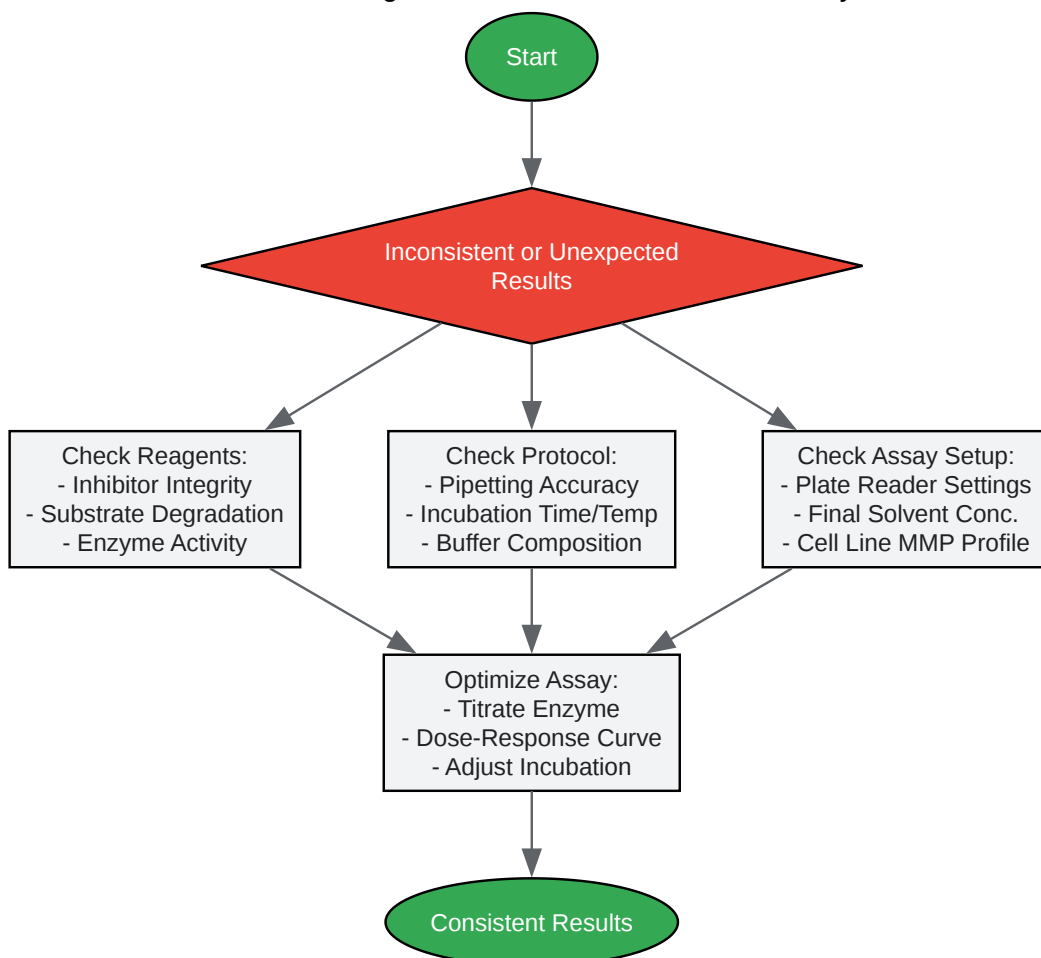 Start
Inconsistent or Unexpected
Results
Check Reagents:
- Inhibitor Integrity
- Substrate Degradation
- Enzyme Activity
Check Protocol:
- Pipetting Accuracy
- Incubation Time/Temp
- Buffer Composition
Check Assay Setup:
- Plate Reader Settings
- Final Solvent Conc.
- Cell Line MMP Profile
Optimize Assay:
- Titrate Enzyme
- Dose-Response Curve
- Adjust Incubation
Consistent Results